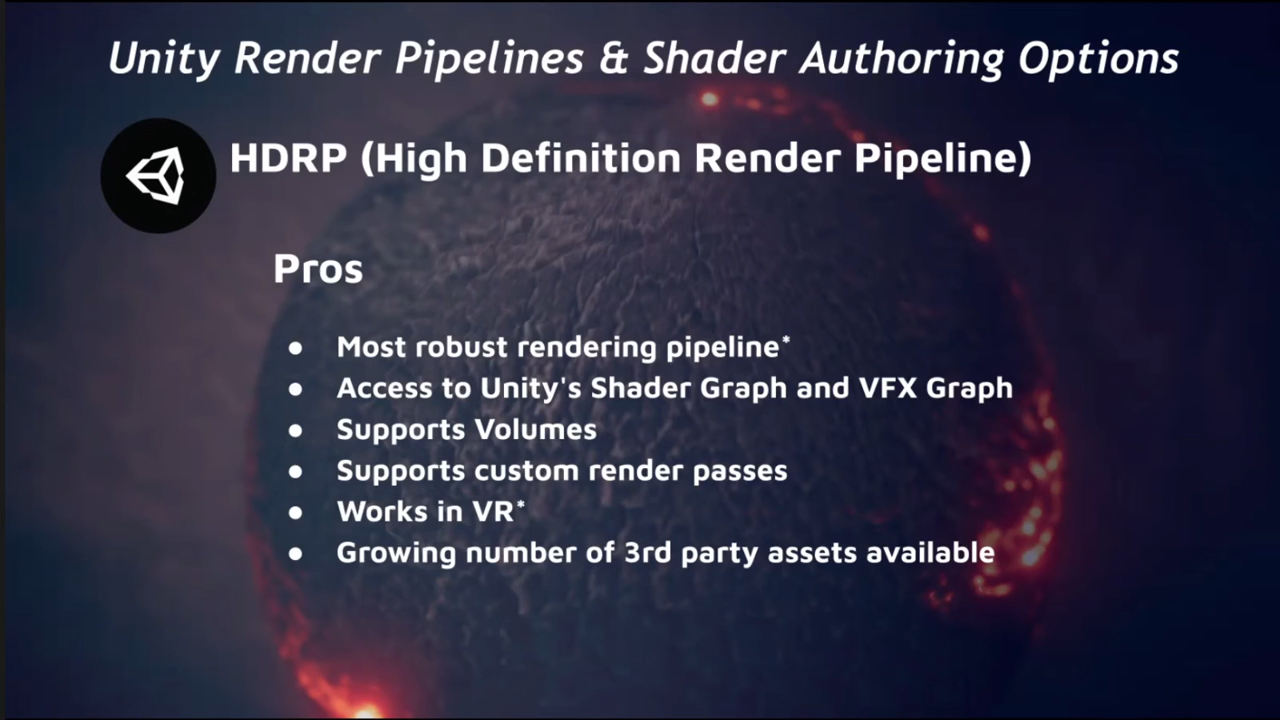 Unity Render Pipelines & Shader Authoring Options
HDRP (High Definition Render Pipeline)
Pros
● Most robust rendering pipeline*
● Access to Unity's Shader Graph and VFX Graph
● Supports Volumes
● Supports custom render passes
● Works in VR*
● Growing number of 3rd party assets available